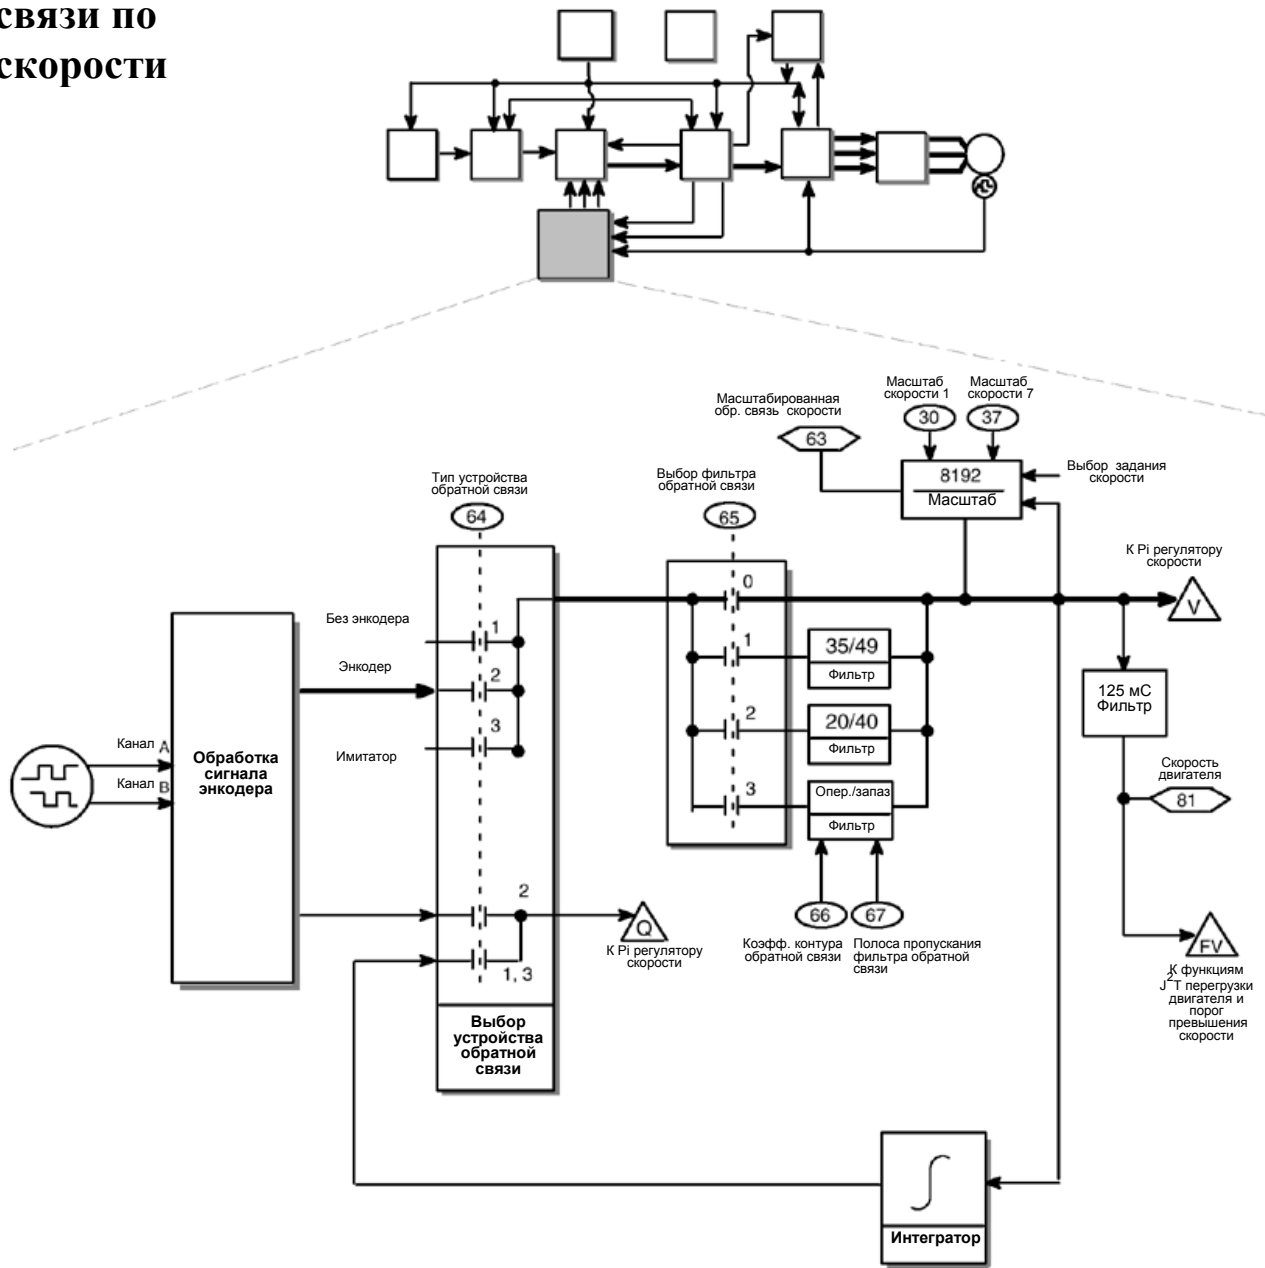 связи по
скорости
Масштаб
скорости 1
Масштаб
скорости 7
Масштабированная
обр. связь скорости
30
37
63
8192
Масштаб
Выбор задания
скорости
Тип устройства
обратной связи
64
Выбор фильтра
обратной связи
65
К Pi регулятору
скорости
V
0
Без энкодера
1
1
35/49
Фильтр
Энкодер
2
125 мС
Фильтр
2
20/40
Фильтр
3
Имитатор
Канал A
Канал B
Обработка
сигнала
энкодера
Скорость
двигателя
81
3
Опер./запаз
Фильтр
2
Q
К Pi регулятору
скорости
66
67
Коэфф. контура
обратной связи
Полоса пропускания
фильтра обратной
связи
FV
К функциям
J2T перегрузки
двигателя и
порог
превышения
скорости
1, 3
Выбор
устройства
обратной
связи
Интегратор